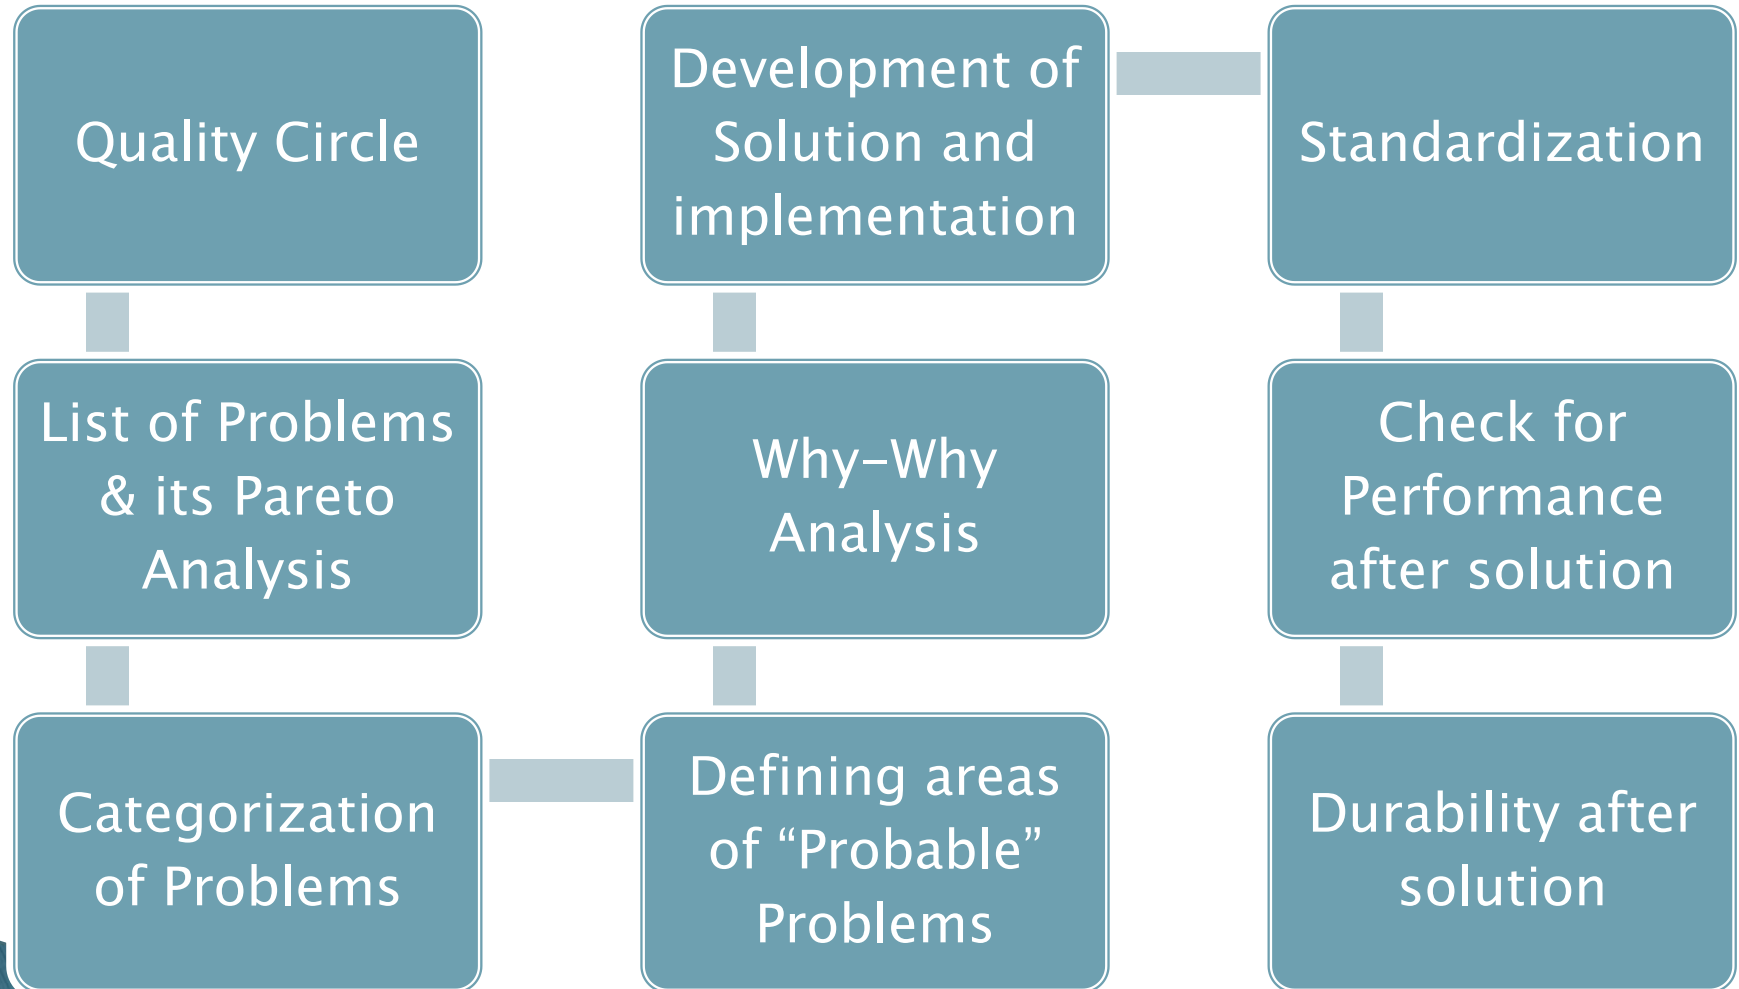 Quality Circle
List of Problems
& its Pareto
Analysis
Categorization
of Problems
Defining areas
of “Probable”
Problems
Why–Why
Analysis
Development of
Solution and
implementation
Standardization
Check for
Performance
after solution
Durability after
solution